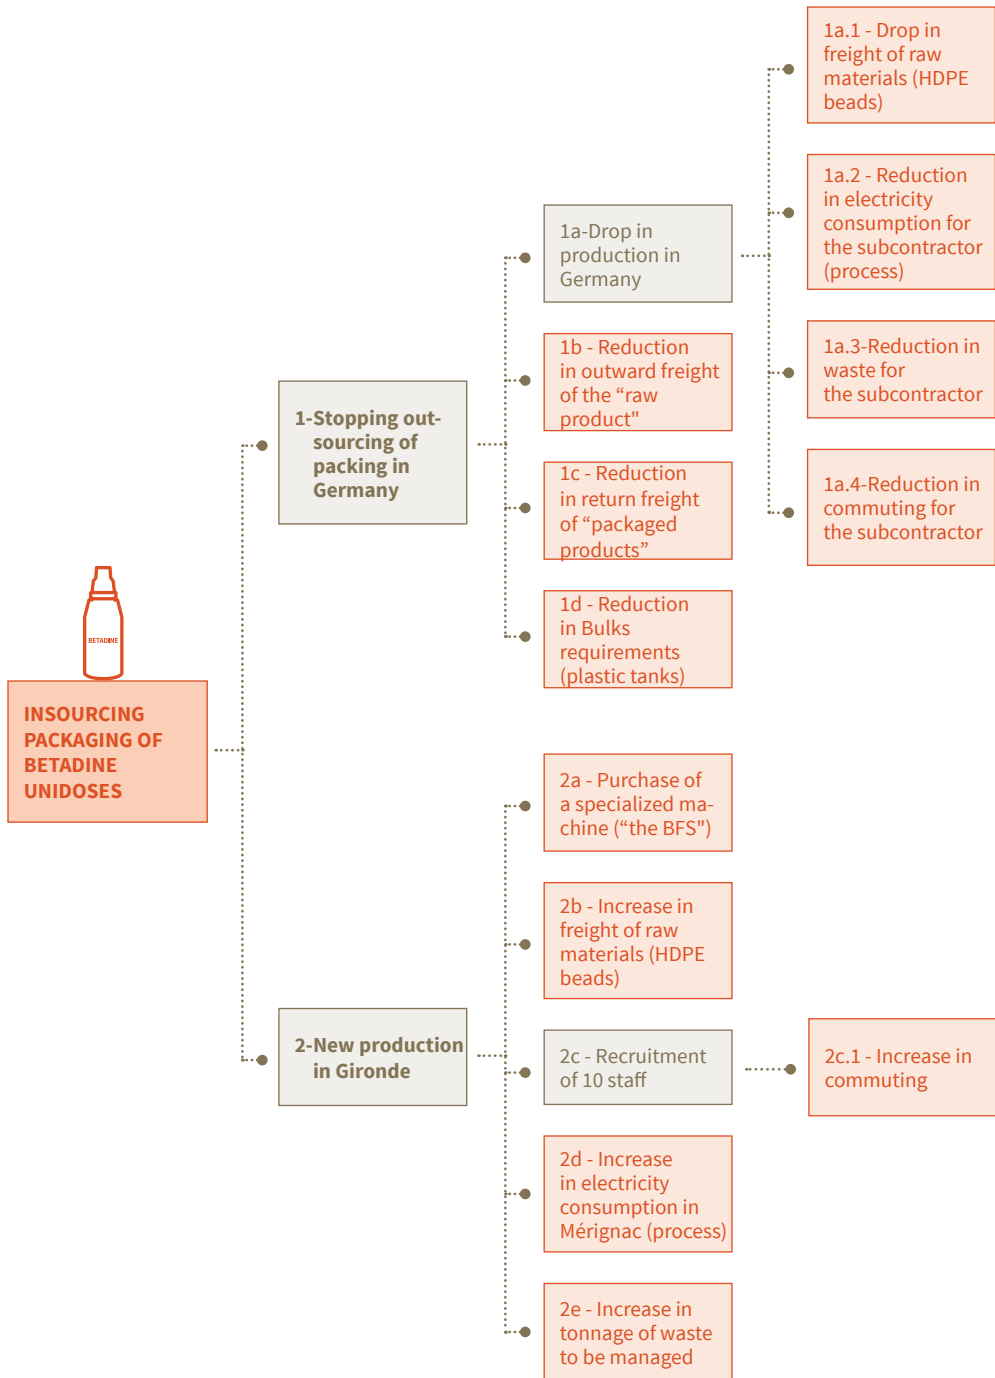 1a.1 - Drop in
freight of raw
materials (HDPE
beads)
1a.2 - Reduction
in electricity
consumption for
the subcontractor
(process)
1a-Drop in
production in
Germany
1b - Reduction
in outward freight
of the “raw
product"
1a.3-Reduction in
waste for
the subcontractor
1-Stopping out-
sourcing of
packing in
Germany
1c - Reduction
in return freight
of “packaged
products”
1a.4-Reduction in
commuting for
the subcontractor
1d - Reduction
in Bulks
requirements
(plastic tanks)
BETADINE
INSOURCING
PACKAGING OF
BETADINE
UNIDOSES
2a - Purchase of
a specialized ma-
chine (“the BFS")
2b - Increase in
freight of raw
materials (HDPE
beads)
2-New production
in Gironde
2c - Recruitment
of 10 staff
2c.1 - Increase in
commuting
2d - Increase
in electricity
consumption in
Mérignac (process)
2e - Increase in
tonnage of waste
to be managed